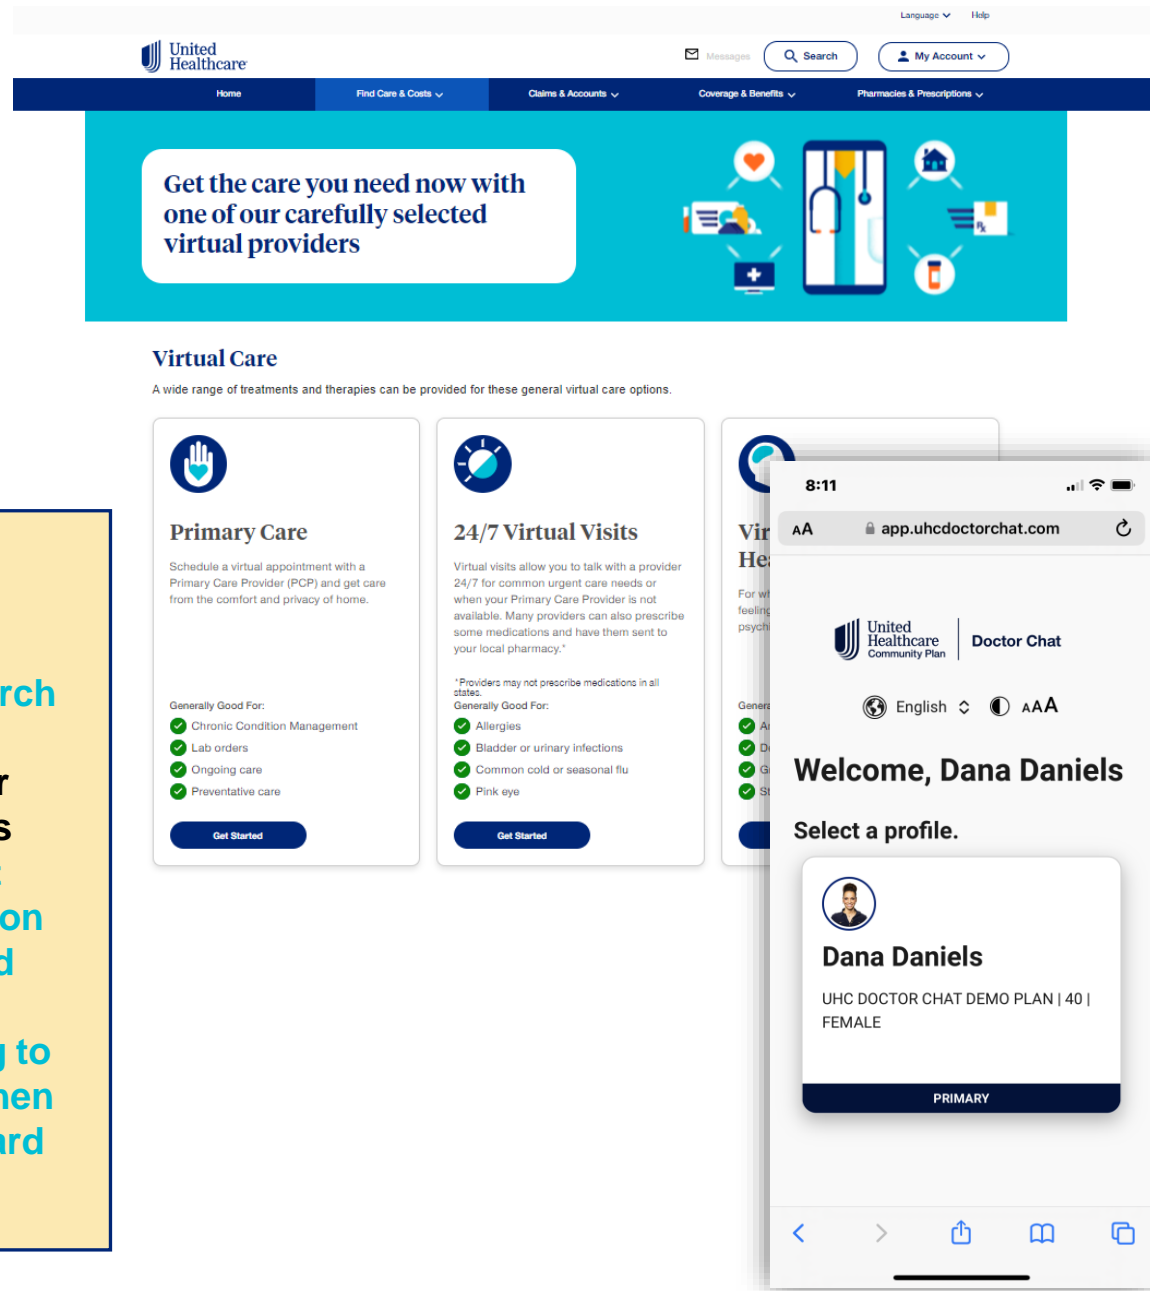 Language Help
United
Healthcare
Messages Search My Account
Home Find Care & Costs Claims & Accounts Coverage & Benefits Pharmacies & Prescriptions
Get the care you need now with
one of our carefully selected
virtual providers
Rx
Virtual Care
A wide range of treatments and therapies can be provided for these general virtual care options.
Primary Care
Schedule a virtual appointment with a
Primary Care Provider (PCP) and get care
from the comfort and privacy of home.
Generally Good For:
Chronic Condition Management
Lab orders
Ongoing care
Preventative care
Get Started
24/7 Virtual Visits
Virtual visits allow you to talk with a provider
24/7 for common urgent care needs or
when your Primary Care Provider is not
available. Many providers can also prescribe
some medications and have them sent to
your local pharmacy.*
*Providers may not prescribe medications in all
states.
Generally Good For:
Allergies
Bladder or urinary infections
Common cold or seasonal flu
Pink eye
Get Started
8:11
AA app.uhcdoctorchat.com
United
Healthcare
Community Plan
Doctor Chat
English AAA
Welcome, Dana Daniels
Select a profile.
Dana Daniels
UHC DOCTOR CHAT DEMO PLAN | 40 |
FEMALE
PRIMARY
on
to